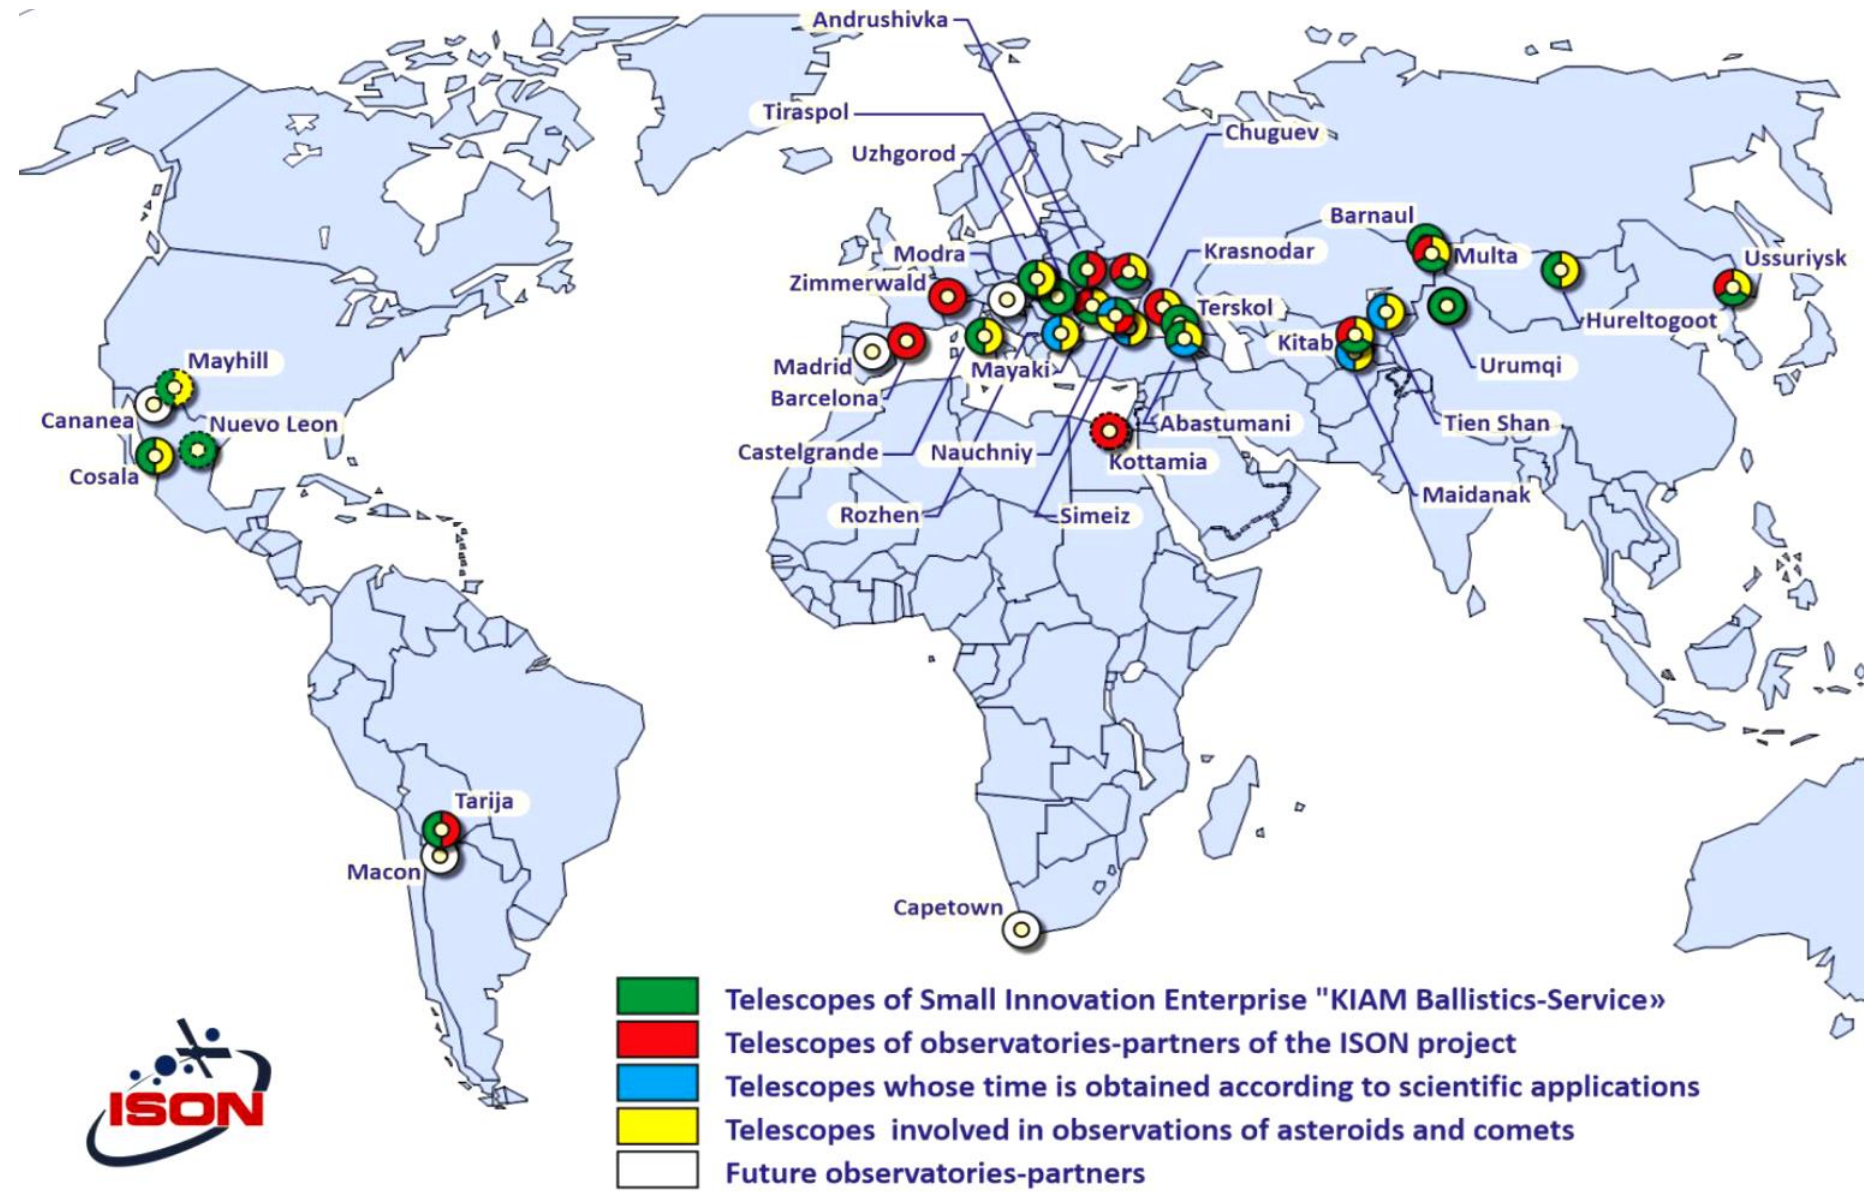 Andrushivka
Tiraspol
Chuguev
Uzhgorod
Barnaul
Modra
Krasnodar
Multa
Ussuriysk
Zimmerwald
Terskol
Hureltogoot
Kitab
Mayhill
Madrid
Mayaki
Urumqi
Barcelona
Cananea
Nuevo Leon
Abastumani
Tien Shan
Castelgrande
Nauchniy
Kottamia
Cosala
Maidanak
Rozhen
Simeiz
Tarija
Macon
Capetown
Telescopes of Small Innovation Enterprise "KIAM Ballistics-Service»
Telescopes of observatories-partners of the ISON project
Telescopes whose time is obtained according to scientific applications
Telescopes involved in observations of asteroids and comets
Future observatories-partners
ISON